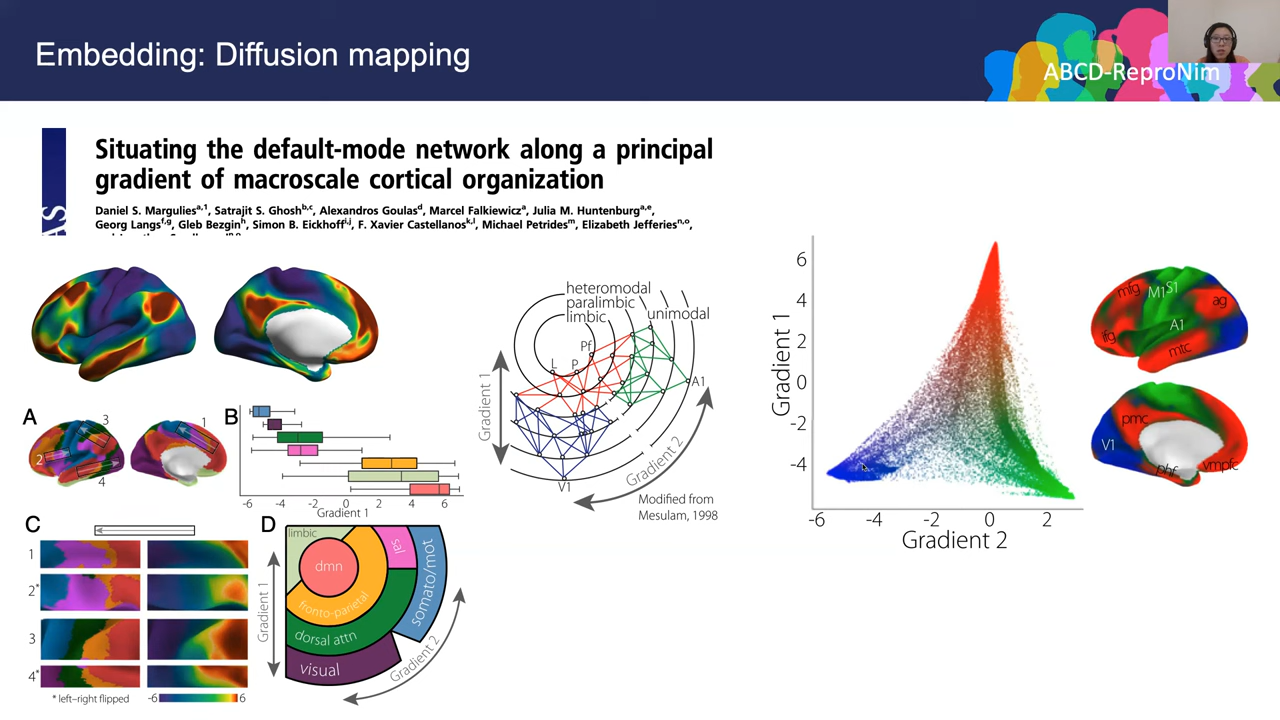 Embedding: Diffusion mapping
ABCD-ReproNim
Situating the default-mode network along a principal
gradient of macroscale cortical organization
Daniel S. Margulies^a,1, Satrajit S. Ghosh^b,c, Alexandros Goulas^d, Marcel Falkiewicz^a, Julia M. Huntenburg^a,e,
Georg Langs^f,g, Gleb Bezgin^h, Simon B. Eickhoff^i,j, F. Xavier Castellanos^k,l, Michael Petrides^m, Elizabeth Jefferies^n,o,
A
3
1
2
4
B
-6 -4 -2 0 2 4 6
Gradient 1
C
1
2*
3
4*
* left–right flipped
-6
6
D
limbic
dmn
sal
somato/mot
fronto-parietal
dorsal attn
visual
Gradient 1
Gradient 2
heteromodal
paralimbic
limbic
unimodal
Pf
L
P
A1
V1
Gradient 1
Gradient 2
Modified from
Mesulam, 1998
6
4
2
0
-2
-4
Gradient 1
-6 -4 -2 0 2
Gradient 2
mfg
M1
S1
ag
A1
ifg
mtc
pmc
V1
phf
vmpfc